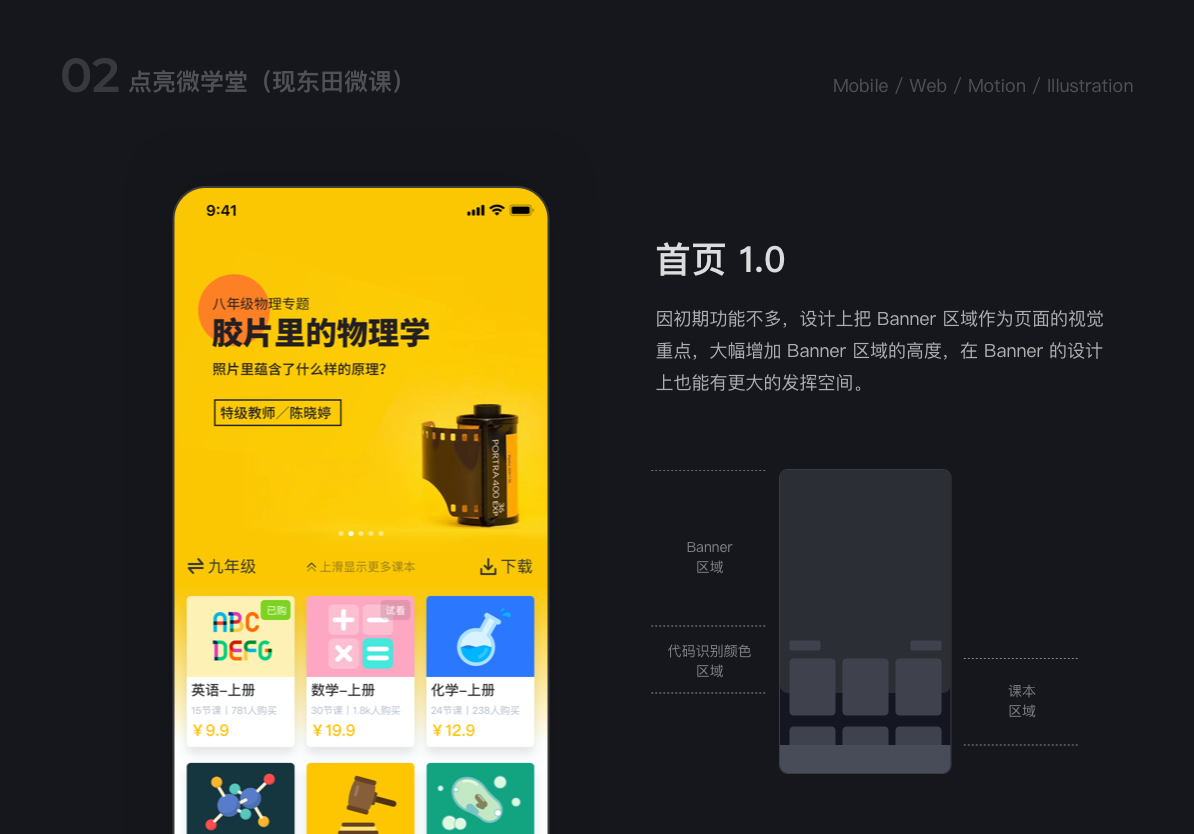 02 点亮微学堂（现东田微课）
Mobile / Web / Motion / Illustration
9:41
八年级物理专题
胶片里的物理学
照片里蕴含了什么样的原理?
特级教师／陈晓婷
PORTRA 400 EXP
36
九年级
上滑显示更多课本
下载
ABC
DEFG
已购
试看
英语-上册
15节课 | 781人购买
¥ 9.9
数学-上册
30节课 | 1.8k人购买
¥ 19.9
化学-上册
24节课 | 238人购买
¥ 12.9
首页 1.0
因初期功能不多，设计上把 Banner 区域作为页面的视觉
重点，大幅增加 Banner 区域的高度，在 Banner 的设计
上也能有更大的发挥空间。
Banner
区域
代码识别颜色
区域
课本
区域